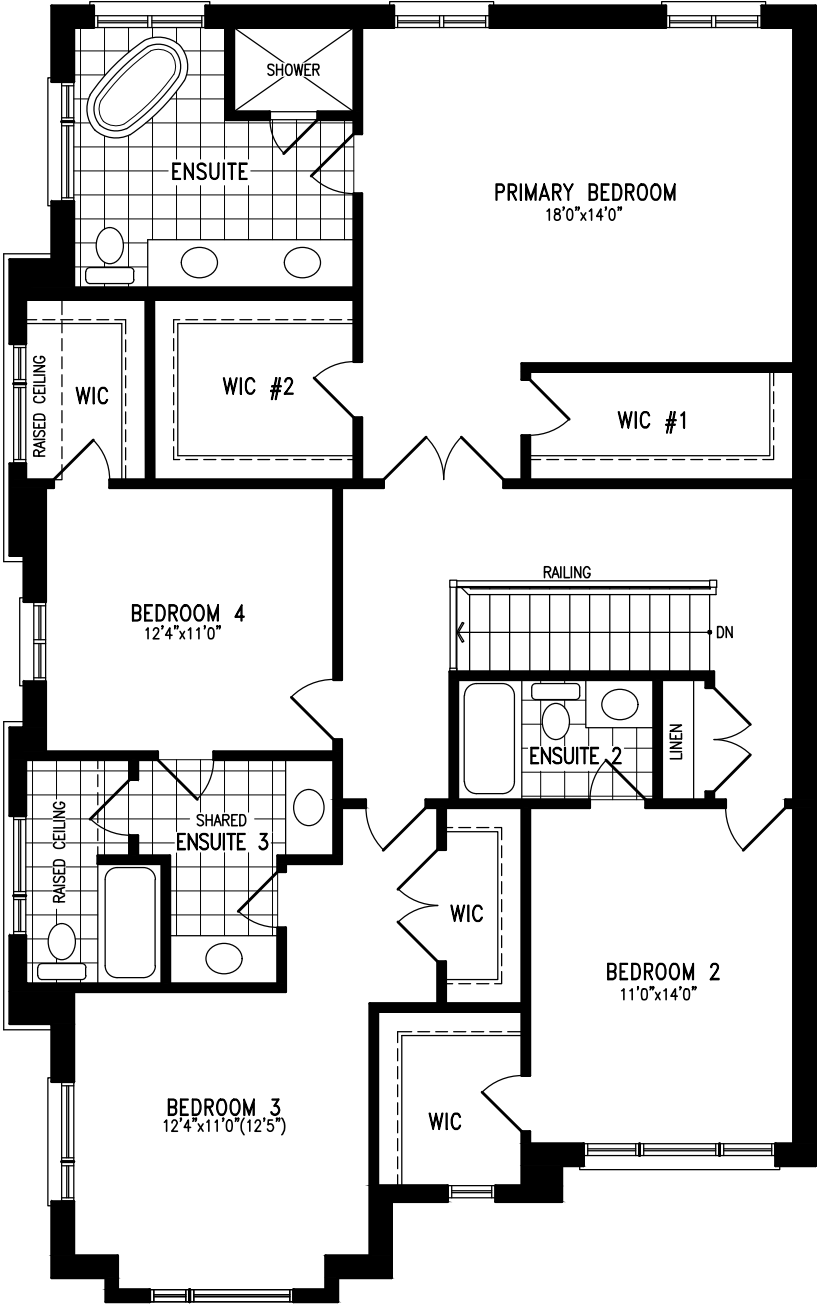 SHOWER
ENSUITE
PRIMARY BEDROOM
18'0"x14'0"
RAISED CEILING
WIC
WIC #2
WIC #1
RAILING
BEDROOM 4
12'4"x11'0"
DN
LINEN
ENSUITE 2
RAISED CEILING
SHARED
ENSUITE 3
WIC
BEDROOM 2
11'0"x14'0"
BEDROOM 3
12'4"x11'0"(12'5")
WIC